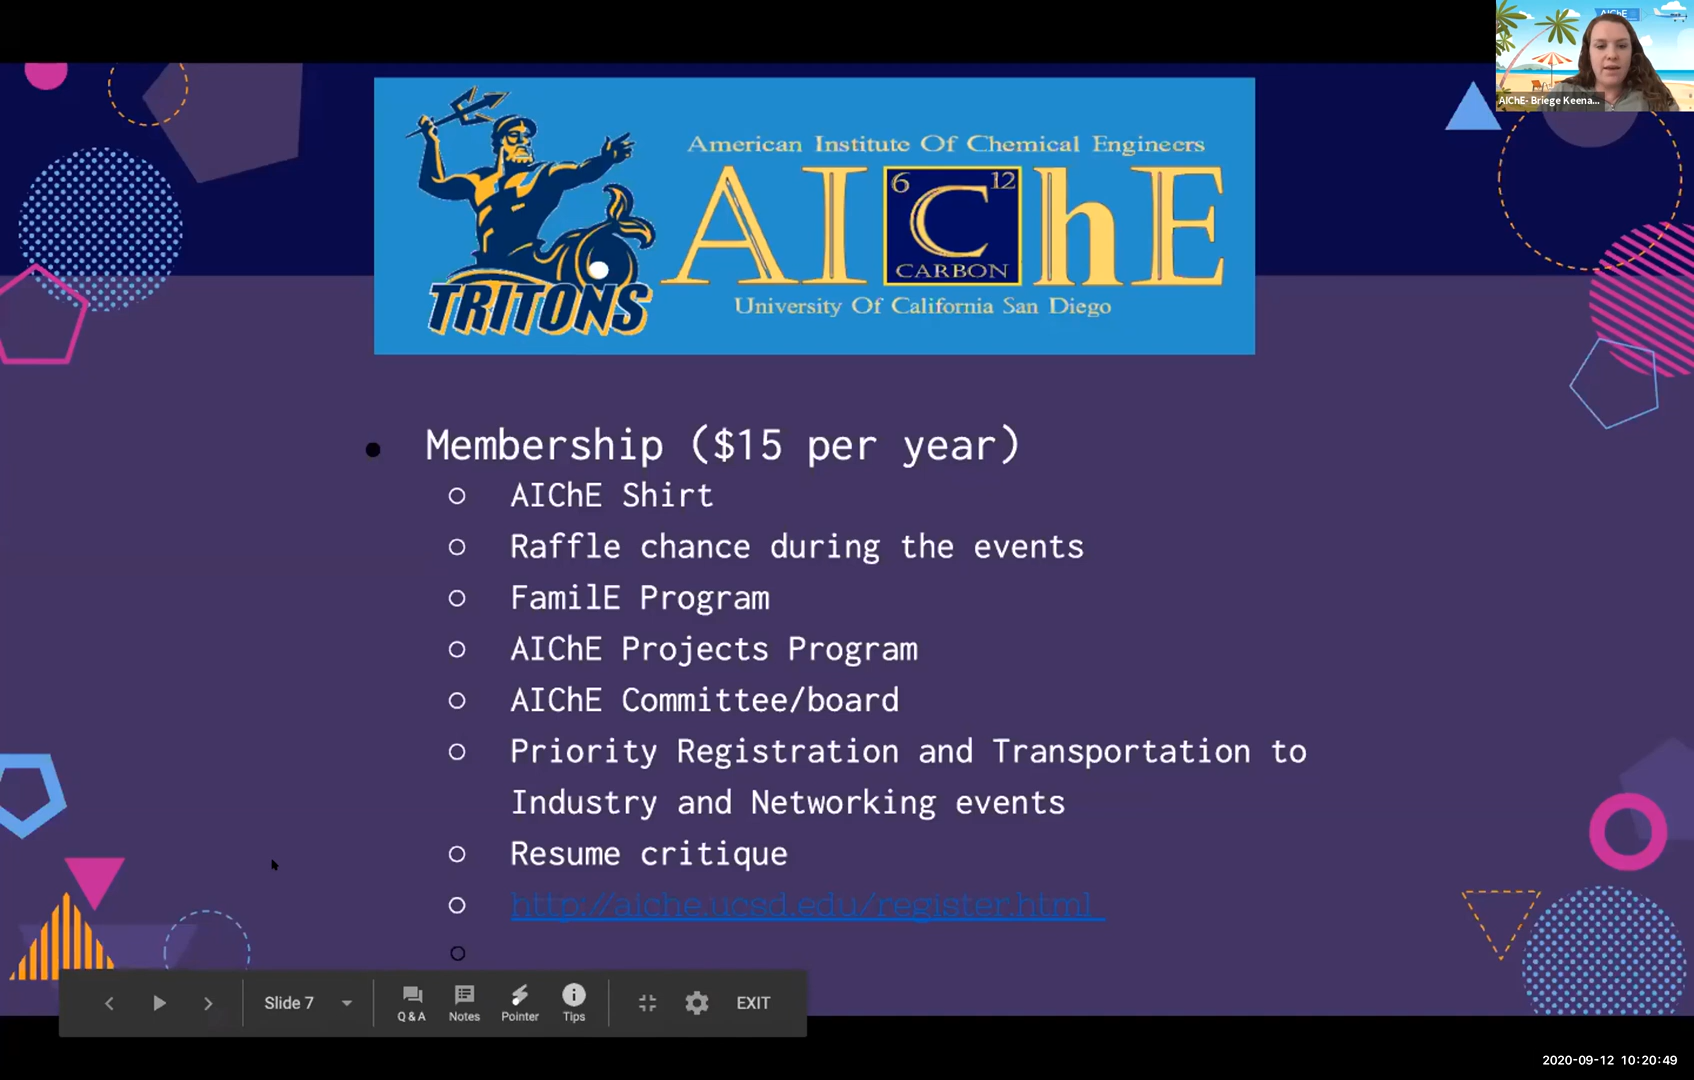 AIChE
AIChE- Briege Keena...
American Institute Of Chemical Engineers
AIChE
6 12
CARBON
University Of California San Diego
TRITONS
Membership ($15 per year)
AIChE Shirt
Raffle chance during the events
FamilE Program
AIChE Projects Program
AIChE Committee/board
Priority Registration and Transportation to
Industry and Networking events
Resume critique
http://aiche.ucsd.edu/register.html
Slide 7
Q & A
Notes
Pointer
Tips
EXIT
2020-09-12 10:20:49